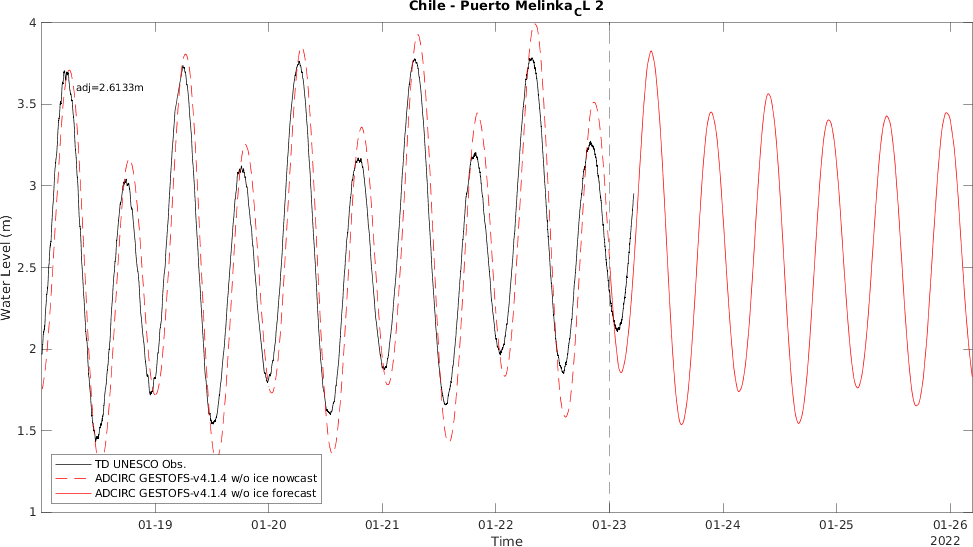 Chile - Puerto Melinka_CL 2
adj=2.6133m
4
3.5
3
2.5
2
1.5
1
Water Level (m)
TD UNESCO Obs.
ADCIRC GESTOFS-v4.1.4 w/o ice nowcast
ADCIRC GESTOFS-v4.1.4 w/o ice forecast
01-19 01-20 01-21 01-22 01-23 01-24 01-25 01-26
Time 2022